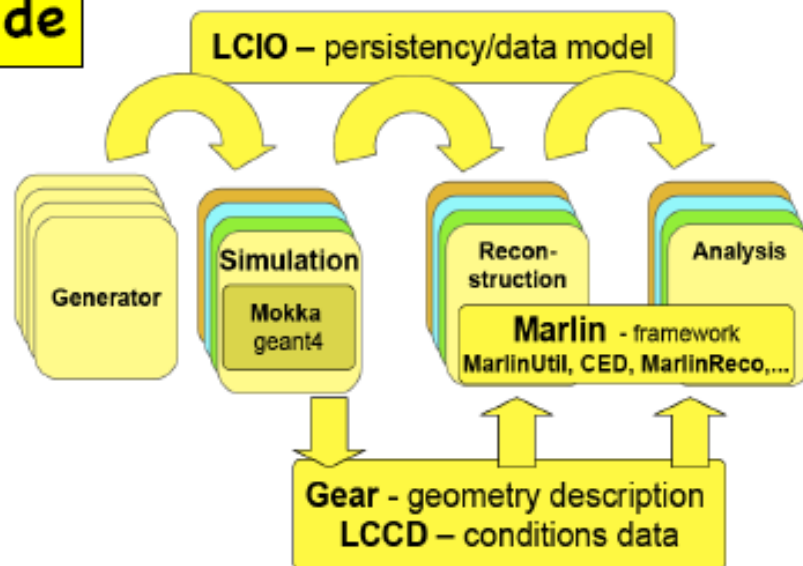 de
LCIO – persistency/data model
Generator
Simulation
Mokka
geant4
Recon-
struction
Analysis
Marlin - framework
MarlinUtil, CED, MarlinReco,...
Gear - geometry description
LCCD – conditions data